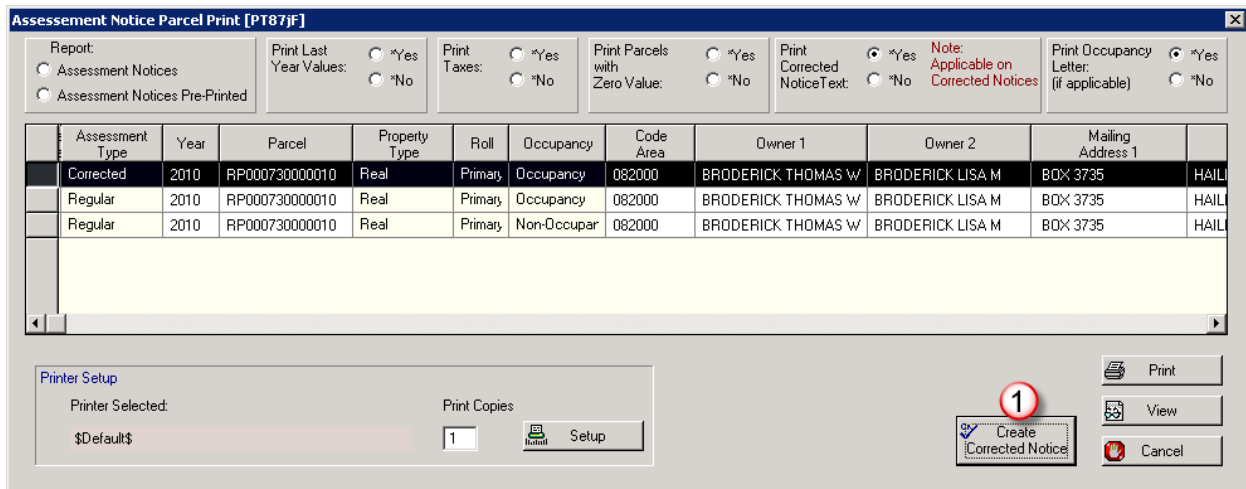 Assessement Notice Parcel Print [PT87jF]
Report:
Assessment Notices
Assessment Notices Pre-Printed
Print Last
Year Values:
*Yes
*No
Print
Taxes:
*Yes
*No
Print Parcels
with
Zero Value:
*Yes
*No
Print
Corrected
NoticeText:
*Yes
*No
Note:
Applicable on
Corrected Notices
Print Occupancy
Letter:
(if applicable)
*Yes
*No
Assessment Type Year Parcel Property Type Roll Occupancy Code Area Owner 1 Owner 2 Mailing Address 1
Corrected 2010 RP000730000010 Real Primary Occupancy 082000 BRODERICK THOMAS W BRODERICK LISA M BOX 3735 HAILI
Regular 2010 RP000730000010 Real Primary Occupancy 082000 BRODERICK THOMAS W BRODERICK LISA M BOX 3735 HAILI
Regular 2010 RP000730000010 Real Primary Non-Occupar 082000 BRODERICK THOMAS W BRODERICK LISA M BOX 3735 HAILI
Printer Setup
Printer Selected:
$Default$
Print Copies
1
Setup
1
Create
Corrected Notice
Print
View
Cancel